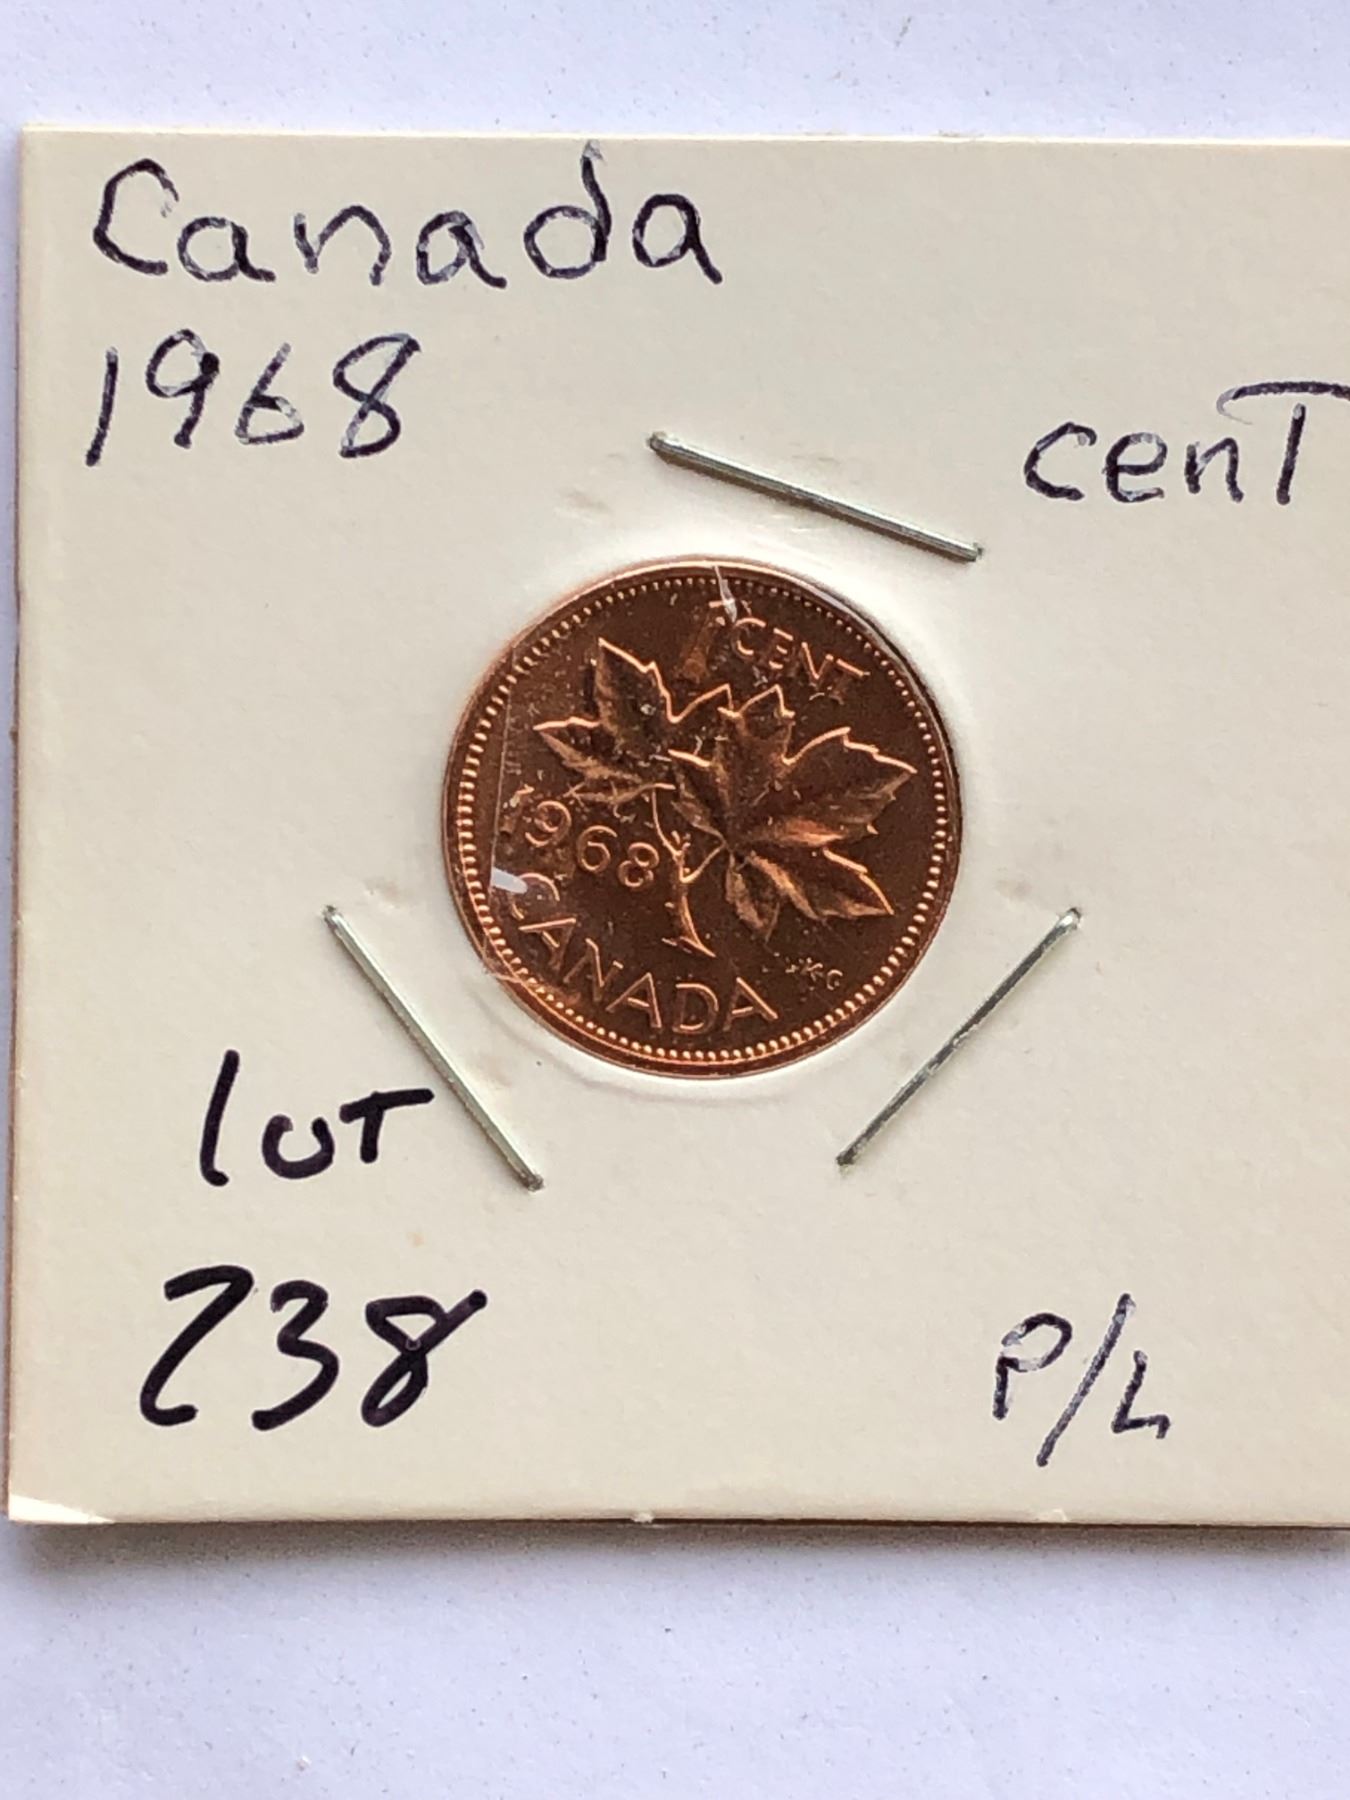 Canada
1968
cenT
1 CENT
1968
CANADA
KG
loT
238
P/L